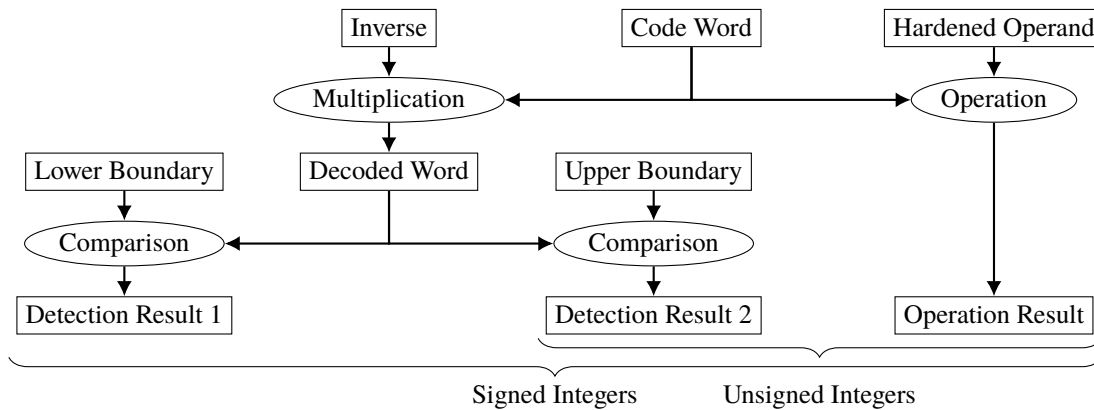 Inverse
Code Word
Hardened Operand
Multiplication
Operation
Lower Boundary
Decoded Word
Upper Boundary
Comparison
Comparison
Detection Result 1
Detection Result 2
Operation Result
Signed Integers
Unsigned Integers